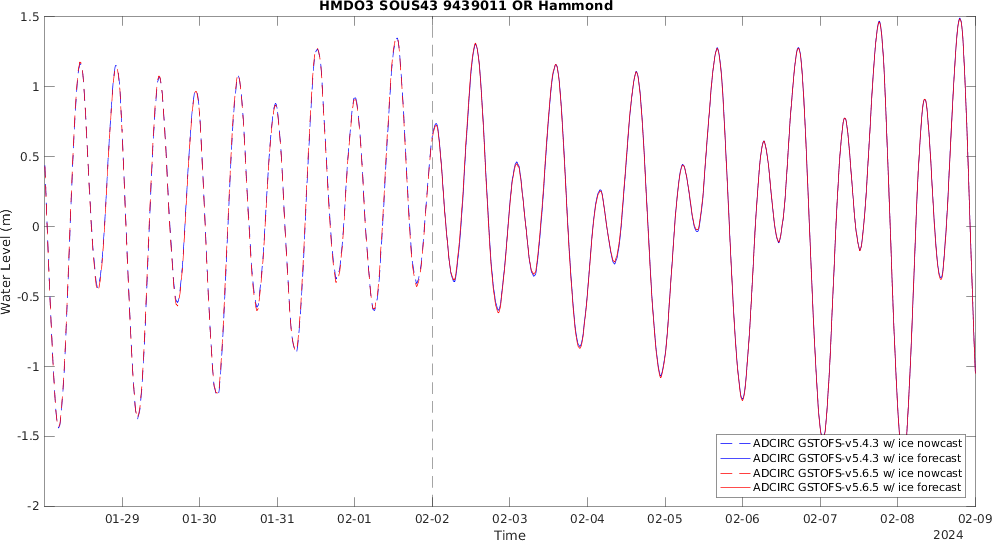 HMDO3 SOUS43 9439011 OR Hammond
1.5
1
0.5
0
-0.5
-1
-1.5
-2
Water Level (m)
ADCIRC GSTOFS-v5.4.3 w/ ice nowcast
ADCIRC GSTOFS-v5.4.3 w/ ice forecast
ADCIRC GSTOFS-v5.6.5 w/ ice nowcast
ADCIRC GSTOFS-v5.6.5 w/ ice forecast
01-29 01-30 01-31 02-01 02-02 02-03 02-04 02-05 02-06 02-07 02-08 02-09
Time
2024